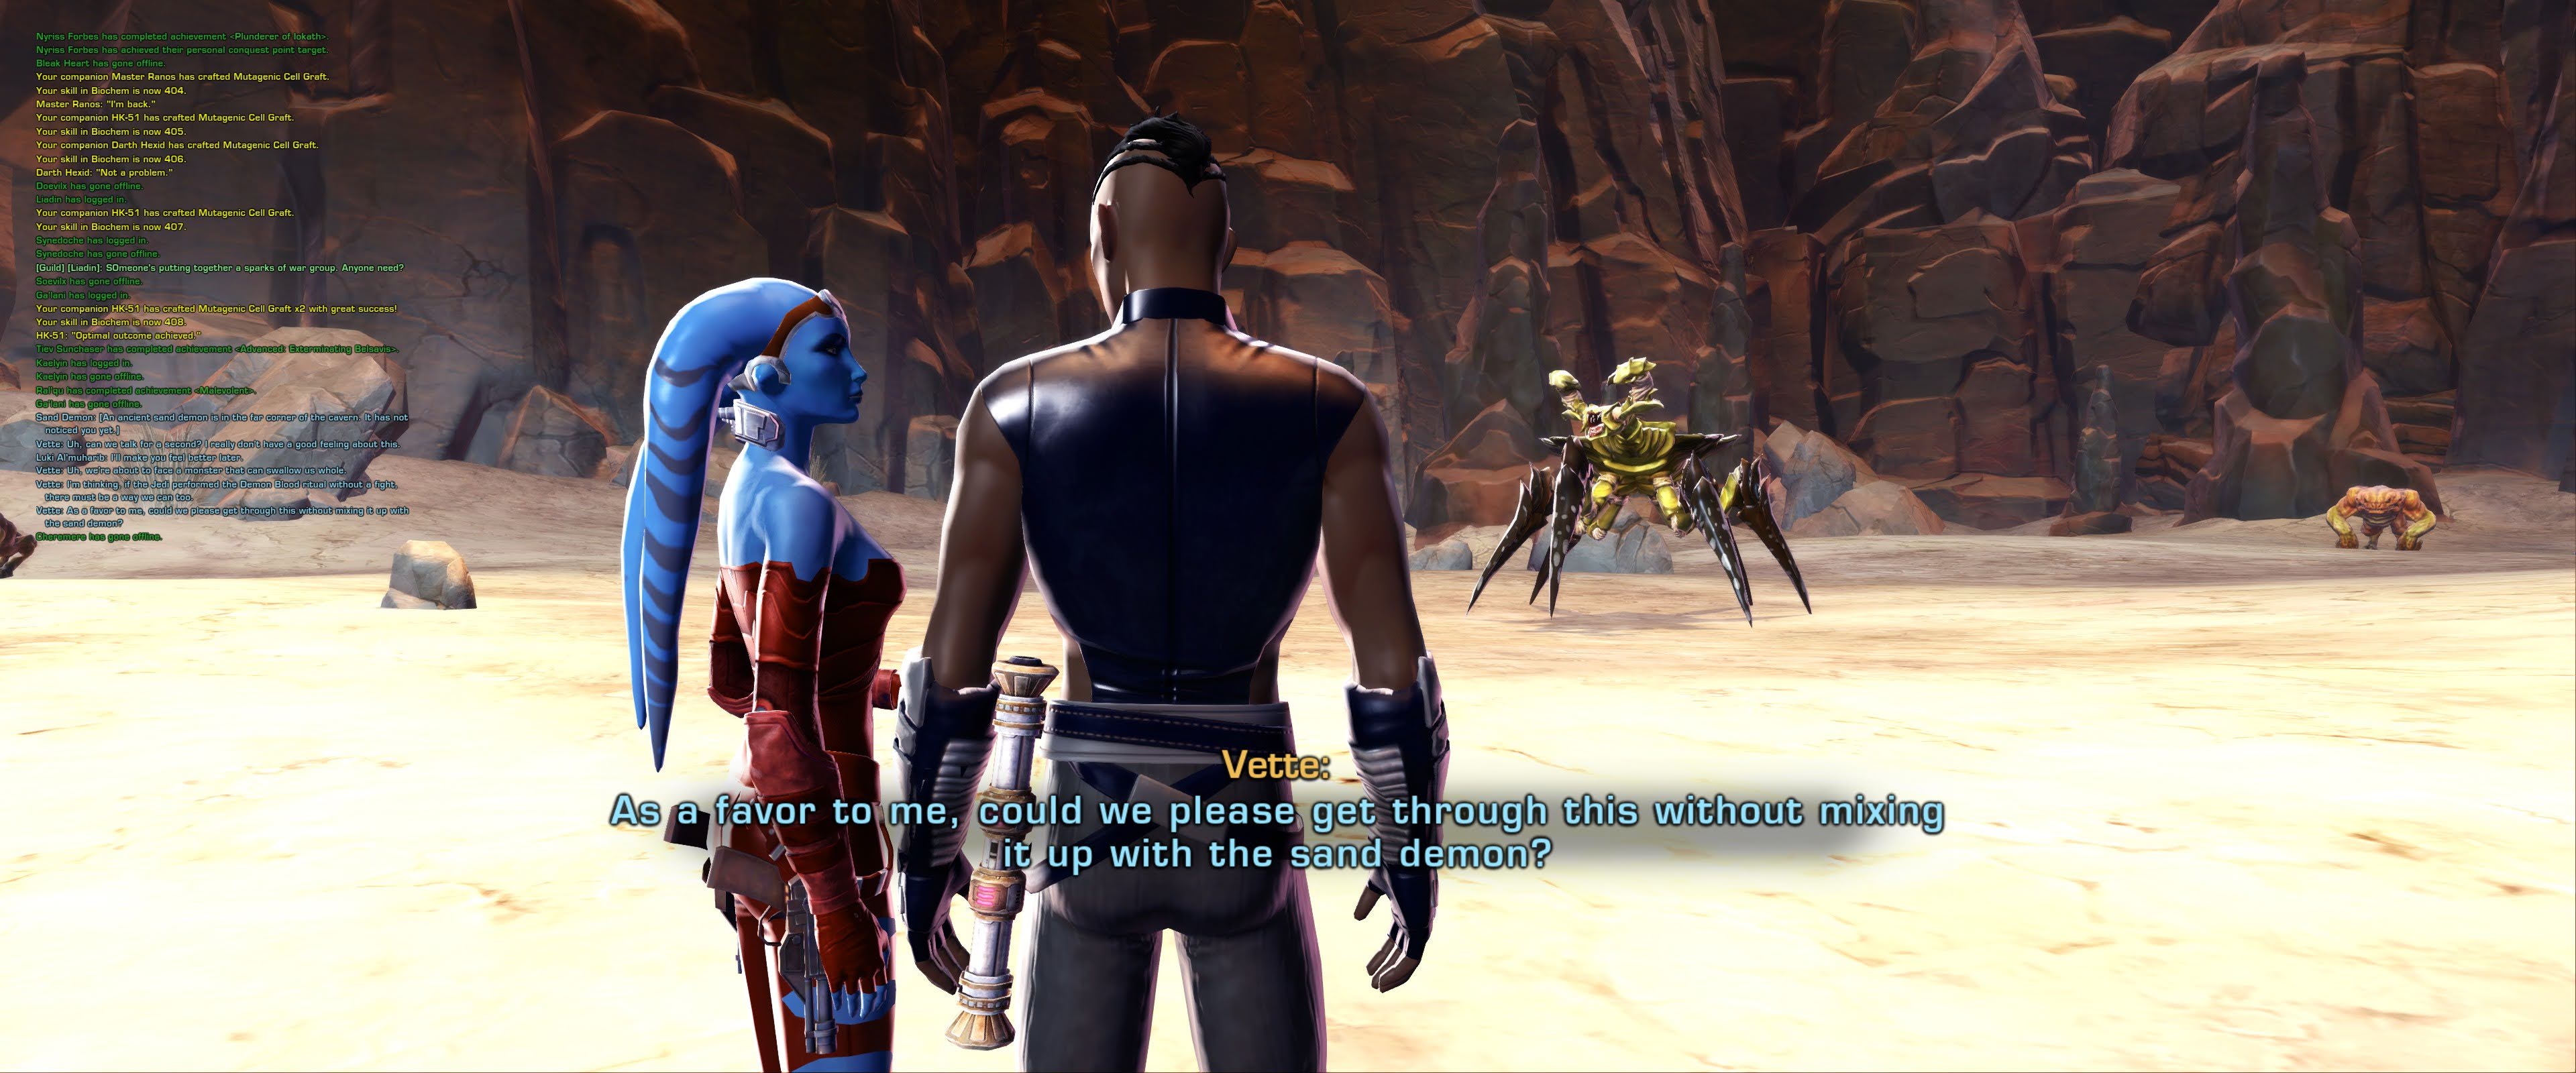 Nyriss Forbes has completed achievement <Plunderer of Iokath>.
Nyriss Forbes has achieved their personal conquest point target.
Bleak Heart has gone offline.
Your companion Master Ranos has crafted Mutagenic Cell Graft.
Your skill in Biochem is now 404.
Master Ranos: "I'm back."
Your companion HK-51 has crafted Mutagenic Cell Graft.
Your skill in Biochem is now 405.
Your companion Darth Hexid has crafted Mutagenic Cell Graft.
Your skill in Biochem is now 406.
Darth Hexid: "Not a problem."
Doevilx has gone offline.
Liadin has logged in.
Your companion HK-51 has crafted Mutagenic Cell Graft.
Your skill in Biochem is now 407.
Synedoche has logged in.
Synedoche has gone offline.
[Guild] [Liadin]: SOmeone's putting together a sparks of war group. Anyone need?
Soevilx has gone offline.
Ga'lani has logged in.
Your companion HK-51 has crafted Mutagenic Cell Graft x2 with great success!
Your skill in Biochem is now 408.
HK-51: "Optimal outcome achieved."
Tiev Sunchaser has completed achievement <Advanced: Exterminating Belsavis>.
Kaelyin has logged in.
Kaelyin has gone offline.
Ral'qu has completed achievement <Malevolent>.
Ga'lani has gone offline.
Sand Demon: [An ancient sand demon is in the far corner of the cavern. It has not
noticed you yet.]
Vette: Uh, can we talk for a second? I really don't have a good feeling about this.
Luki Al'muharib: I'll make you feel better later.
Vette: Uh, we're about to face a monster that can swallow us whole.
Vette: I'm thinking, if the Jedi performed the Demon Blood ritual without a fight,
there must be a way we can too.
Vette: As a favor to me, could we please get through this without mixing it up with
the sand demon?
Cheremere has gone offline.
Vette:
As a favor to me, could we please get through this without mixing
it up with the sand demon?